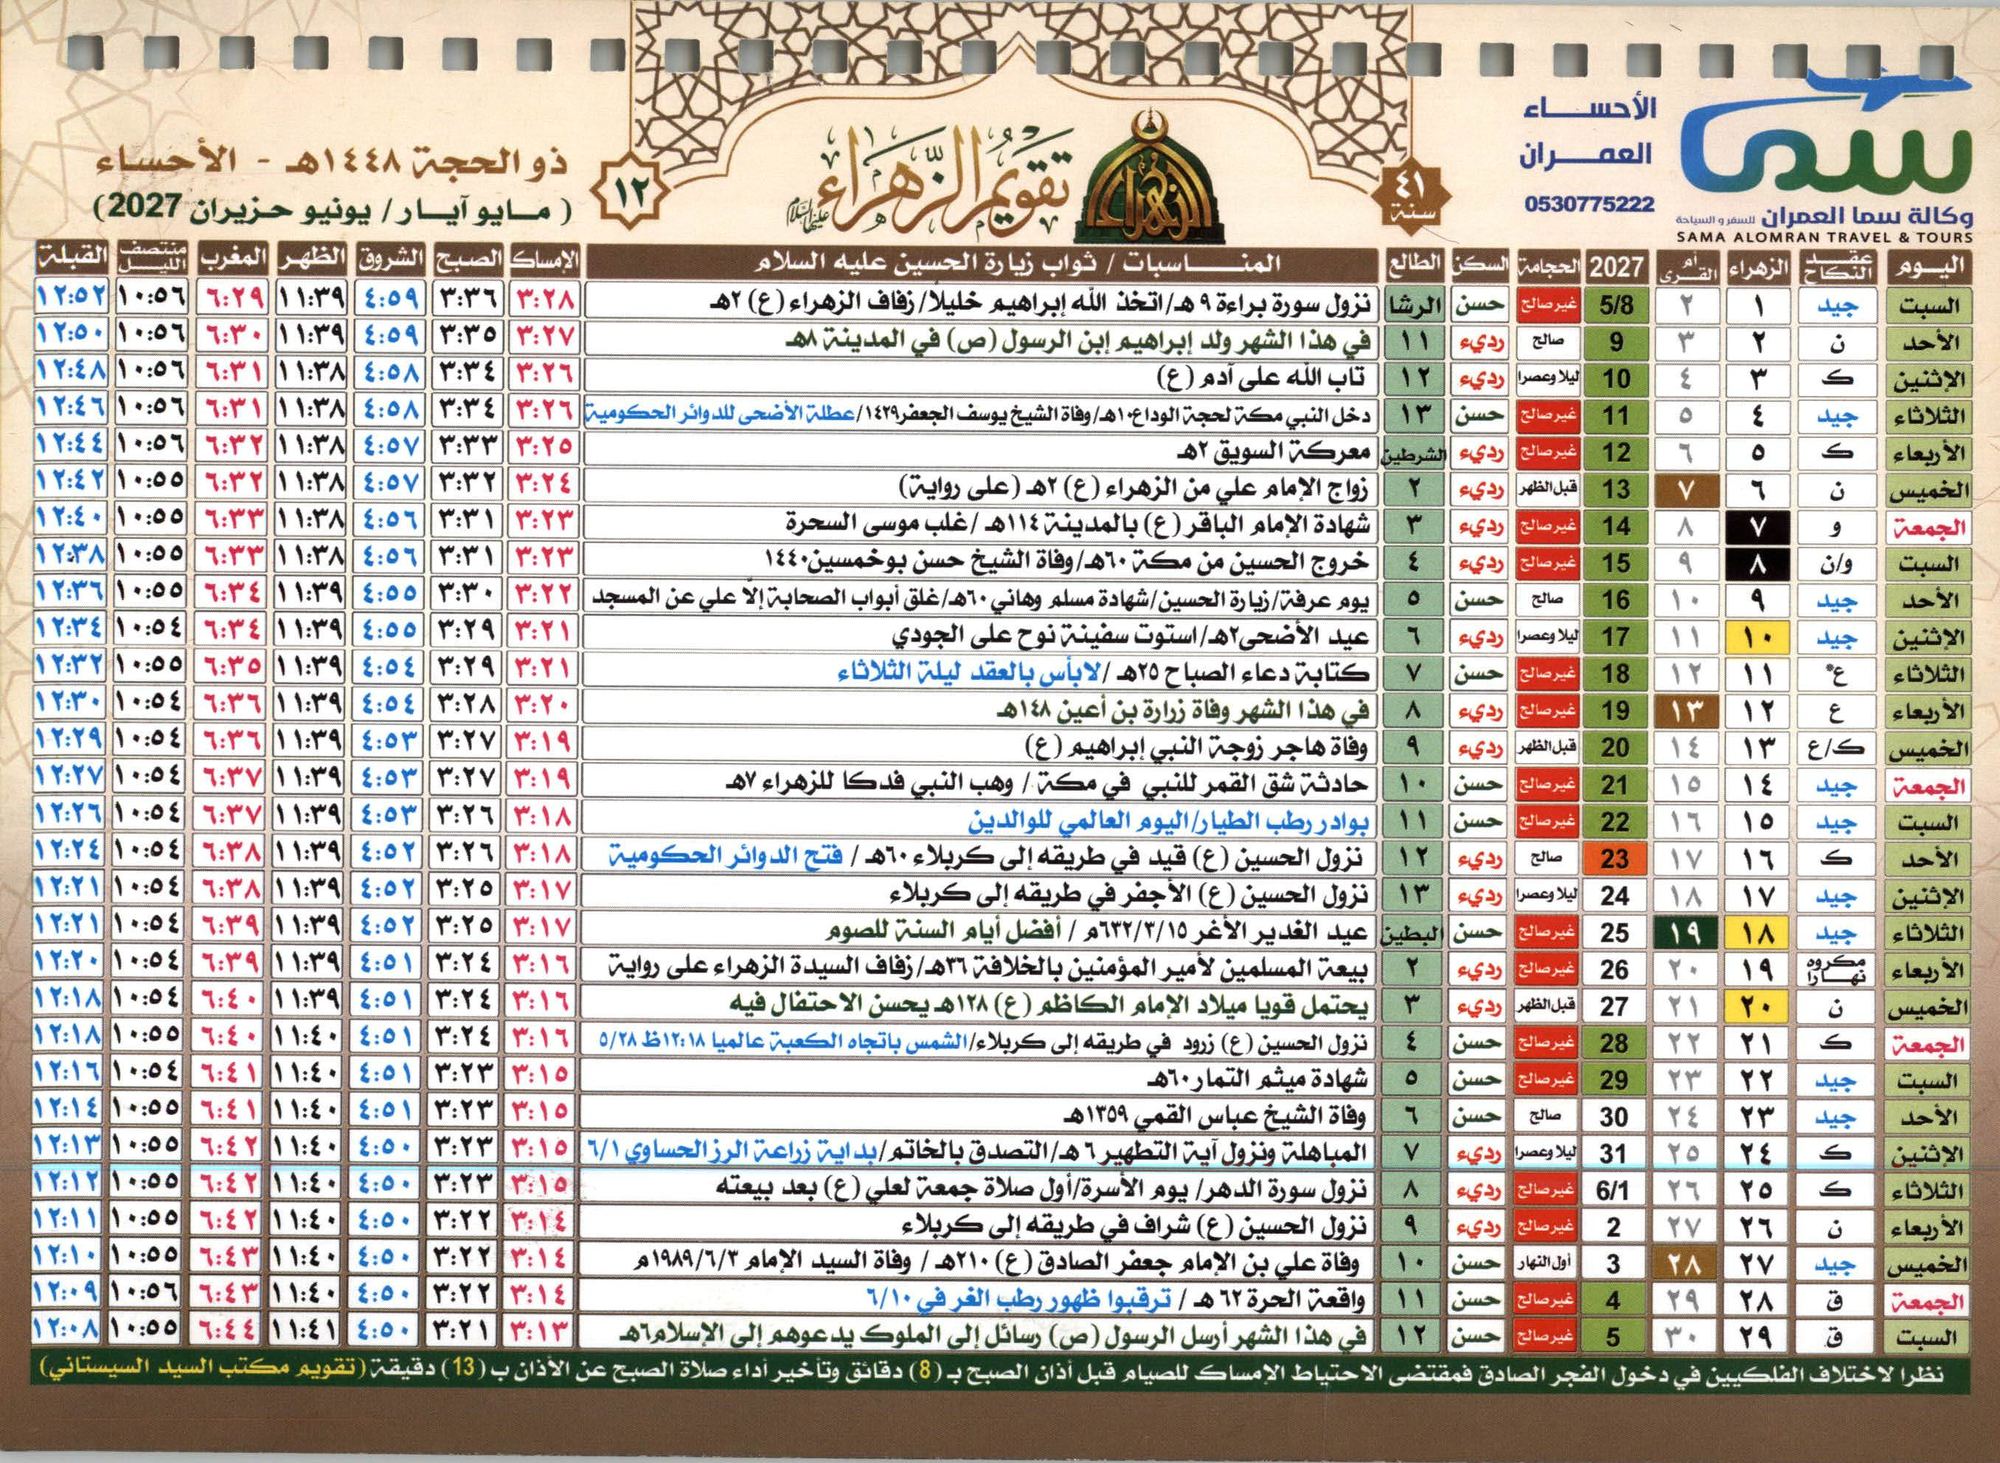 سما
وكالة سما العمران للسفر و السياحة
SAMA ALOMRAN TRAVEL & TOURS
الأحساء
العمران
0530775222
٤١ سنة
تقويم الزهراء عليها السلام
١٢
ذو الحجة ١٤٤٨هـ - الأحساء
( مايو آيار/ يونيو حزيران 2027)
اليوم عقد النكاح الزهراء أم القرى 2027 الحجامة السكن الطالع المناسبات / ثواب زيارة الحسين عليه السلام الإمساك الصبح الشروق الظهر المغرب منتصف الليل القبلة
السبت جيد ١ ٢ 5/8 غير صالح حسن الرشا نزول سورة براءة ٩ هـ/اتخذ الله إبراهيم خليلا/ زفاف الزهراء (ع) ٢هـ ٣:٢٨ ٣:٣٦ ٤:٥٩ ١١:٣٩ ٦:٢٩ ١٠:٥٦ ١٢:٥٢
الأحد ن ٢ ٣ 9 صالح رديء ١١ في هذا الشهر ولد إبراهيم إبن الرسول (ص) في المدينة ٨هـ ٣:٢٧ ٣:٣٥ ٤:٥٩ ١١:٣٩ ٦:٣٠ ١٠:٥٦ ١٢:٥٠
الإثنين ك ٣ ٤ 10 ليلا وعصرا رديء ١٢ تاب الله على آدم (ع) ٣:٢٦ ٣:٣٤ ٤:٥٨ ١١:٣٨ ٦:٣١ ١٠:٥٦ ١٢:٤٨
الثلاثاء جيد ٤ ٥ 11 غير صالح حسن ١٣ دخل النبي مكة لحجة الوداع١٠هـ/وفاة الشيخ يوسف الجعفر١٤٢٩/عطلة الأضحى للدوائر الحكومية ٣:٢٦ ٣:٣٤ ٤:٥٨ ١١:٣٨ ٦:٣١ ١٠:٥٦ ١٢:٤٦
الأربعاء ك ٥ ٦ 12 غير صالح رديء الشرطين معركة السويق ٢هـ ٣:٢٥ ٣:٣٣ ٤:٥٧ ١١:٣٨ ٦:٣٢ ١٠:٥٦ ١٢:٤٤
الخميس ن ٦ ٧ 13 قبل الظهر رديء ٢ زواج الإمام علي من الزهراء (ع) ٢هـ (على رواية) ٣:٢٤ ٣:٣٢ ٤:٥٧ ١١:٣٨ ٦:٣٢ ١٠:٥٥ ١٢:٤٢
الجمعة و ٧ ٨ 14 غير صالح رديء ٣ شهادة الإمام الباقر (ع) بالمدينة ١١٤هـ /غلب موسى السحرة ٣:٢٣ ٣:٣١ ٤:٥٦ ١١:٣٨ ٦:٣٣ ١٠:٥٥ ١٢:٤٠
السبت و/ن ٨ ٩ 15 غير صالح رديء ٤ خروج الحسين من مكة ٦٠هـ/وفاة الشيخ حسن بوخمسين١٤٤٠ ٣:٢٣ ٣:٣١ ٤:٥٦ ١١:٣٨ ٦:٣٣ ١٠:٥٥ ١٢:٣٨
الأحد جيد ٩ ١٠ 16 صالح حسن ٥ يوم عرفة/زيارة الحسين/شهادة مسلم وهاني ٦٠هـ/غلق أبواب الصحابة إلا علي عن المسجد ٣:٢٢ ٣:٣٠ ٤:٥٥ ١١:٣٩ ٦:٣٤ ١٠:٥٥ ١٢:٣٦
الإثنين جيد ١٠ ١١ 17 ليلا وعصرا رديء ٦ عيد الأضحى٢هـ/استوت سفينة نوح على الجودي ٣:٢١ ٣:٢٩ ٤:٥٥ ١١:٣٩ ٦:٣٤ ١٠:٥٤ ١٢:٣٤
الثلاثاء ع* ١١ ١٢ 18 غير صالح حسن ٧ كتابة دعاء الصباح ٢٥هـ /لابأس بالعقد ليلة الثلاثاء ٣:٢١ ٣:٢٩ ٤:٥٤ ١١:٣٩ ٦:٣٥ ١٠:٥٥ ١٢:٣٢
الأربعاء ع ١٢ ١٣ 19 غير صالح رديء ٨ في هذا الشهر وفاة زرارة بن أعين ١٤٨هـ ٣:٢٠ ٣:٢٨ ٤:٥٤ ١١:٣٩ ٦:٣٦ ١٠:٥٤ ١٢:٣٠
الخميس ك/ع ١٣ ١٤ 20 قبل الظهر رديء ٩ وفاة هاجر زوجة النبي إبراهيم (ع) ٣:١٩ ٣:٢٧ ٤:٥٣ ١١:٣٩ ٦:٣٦ ١٠:٥٤ ١٢:٢٩
الجمعة جيد ١٤ ١٥ 21 غير صالح حسن ١٠ حادثة شق القمر للنبي في مكة / وهب النبي فدكا للزهراء ٧هـ ٣:١٩ ٣:٢٧ ٤:٥٣ ١١:٣٩ ٦:٣٧ ١٠:٥٤ ١٢:٢٧
السبت جيد ١٥ ١٦ 22 غير صالح حسن ١١ بوادر رطب الطيار/اليوم العالمي للوالدين ٣:١٨ ٣:٢٦ ٤:٥٣ ١١:٣٩ ٦:٣٧ ١٠:٥٤ ١٢:٢٦
الأحد ك ١٦ ١٧ 23 صالح رديء ١٢ نزول الحسين (ع) قيد في طريقه إلى كربلاء ٦٠هـ / فتح الدوائر الحكومية ٣:١٨ ٣:٢٦ ٤:٥٢ ١١:٣٩ ٦:٣٨ ١٠:٥٤ ١٢:٢٤
الإثنين جيد ١٧ ١٨ 24 ليلا وعصرا رديء ١٣ نزول الحسين (ع) الأجفر في طريقه إلى كربلاء ٣:١٧ ٣:٢٥ ٤:٥٢ ١١:٣٩ ٦:٣٨ ١٠:٥٤ ١٢:٢١
الثلاثاء جيد ١٨ ١٩ 25 غير صالح حسن البطين عيد الغدير الأغر ٦٣٢/٣/١٥م / أفضل أيام السنة للصوم ٣:١٧ ٣:٢٥ ٤:٥٢ ١١:٣٩ ٦:٣٩ ١٠:٥٤ ١٢:٢١
الأربعاء مكروه نهارا ١٩ ٢٠ 26 غير صالح رديء ٢ بيعة المسلمين لأمير المؤمنين بالخلافة ٣٦هـ/زفاف السيدة الزهراء على رواية ٣:١٦ ٣:٢٤ ٤:٥١ ١١:٣٩ ٦:٣٩ ١٠:٥٤ ١٢:٢٠
الخميس ن ٢٠ ٢١ 27 قبل الظهر رديء ٣ يحتمل قويا ميلاد الإمام الكاظم (ع) ١٢٨هـ يحسن الاحتفال فيه ٣:١٦ ٣:٢٤ ٤:٥١ ١١:٣٩ ٦:٤٠ ١٠:٥٤ ١٢:١٨
الجمعة ك ٢١ ٢٢ 28 غير صالح حسن ٤ نزول الحسين (ع) زرود في طريقه إلى كربلاء/الشمس باتجاه الكعبة عالميا ١٢:١٨ظ ٥/٢٨ ٣:١٦ ٣:٢٤ ٤:٥١ ١١:٤٠ ٦:٤٠ ١٠:٥٤ ١٢:١٨
السبت جيد ٢٢ ٢٣ 29 غير صالح حسن ٥ شهادة ميثم التمار٦٠هـ ٣:١٥ ٣:٢٣ ٤:٥١ ١١:٤٠ ٦:٤١ ١٠:٥٤ ١٢:١٦
الأحد جيد ٢٣ ٢٤ 30 صالح حسن ٦ وفاة الشيخ عباس القمي ١٣٥٩هـ ٣:١٥ ٣:٢٣ ٤:٥١ ١١:٤٠ ٦:٤١ ١٠:٥٥ ١٢:١٤
الإثنين ك ٢٤ ٢٥ 31 ليلا وعصرا رديء ٧ المباهلة ونزول آية التطهير ٦ هـ/التصدق بالخاتم/بداية زراعة الرز الحساوي ٦/١ ٣:١٥ ٣:٢٣ ٤:٥٠ ١١:٤٠ ٦:٤٢ ١٠:٥٥ ١٢:١٣
الثلاثاء ك ٢٥ ٢٦ 6/1 غير صالح رديء ٨ نزول سورة الدهر/ يوم الأسرة/أول صلاة جمعة لعلي (ع) بعد بيعته ٣:١٥ ٣:٢٣ ٤:٥٠ ١١:٤٠ ٦:٤٢ ١٠:٥٥ ١٢:١٢
الأربعاء ن ٢٦ ٢٧ 2 غير صالح رديء ٩ نزول الحسين (ع) شراف في طريقه إلى كربلاء ٣:١٤ ٣:٢٢ ٤:٥٠ ١١:٤٠ ٦:٤٢ ١٠:٥٥ ١٢:١١
الخميس جيد ٢٧ ٢٨ 3 أول النهار حسن ١٠ وفاة علي بن الإمام جعفر الصادق (ع) ٢١٠هـ / وفاة السيد الإمام ١٩٨٩/٦/٣م ٣:١٤ ٣:٢٢ ٤:٥٠ ١١:٤٠ ٦:٤٣ ١٠:٥٥ ١٢:١٠
الجمعة ق ٢٨ ٢٩ 4 غير صالح حسن ١١ واقعة الحرة ٦٢ هـ / ترقبوا ظهور رطب الغر في ٦/١٠ ٣:١٤ ٣:٢٢ ٤:٥٠ ١١:٤٠ ٦:٤٣ ١٠:٥٦ ١٢:٠٩
السبت ق ٢٩ ٣٠ 5 غير صالح حسن ١٢ في هذا الشهر أرسل الرسول (ص) رسائل إلى الملوك يدعوهم إلى الإسلام٦هـ ٣:١٣ ٣:٢١ ٤:٥٠ ١١:٤١ ٦:٤٤ ١٠:٥٥ ١٢:٠٨
نظرا لاختلاف الفلكيين في دخول الفجر الصادق فمقتضى الاحتياط الإمساك للصيام قبل أذان الصبح بـ (8) دقائق وتأخير أداء صلاة الصبح عن الأذان ب (13) دقيقة (تقويم مكتب السيد السيستاني)